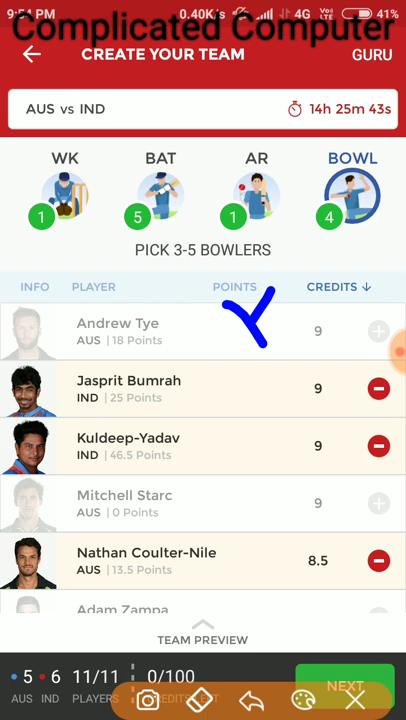 9:54 PM 0.40K/s 4G VoLTE 41%
Complicated Computer
CREATE YOUR TEAM GURU
AUS vs IND 14h 25m 43s
WK BAT AR BOWL
1 5 1 4
PICK 3-5 BOWLERS
INFO PLAYER POINTS CREDITS ↓
Andrew Tye
AUS | 18 Points 9
Jasprit Bumrah
IND | 25 Points 9
Kuldeep-Yadav
IND | 46.5 Points 9
Mitchell Starc
AUS | 0 Points 9
Nathan Coulter-Nile
AUS | 13.5 Points 8.5
Adam Zampa
TEAM PREVIEW
5 6 11/11 0/100 NEXT
AUS IND PLAYERS CREDITS LEFT